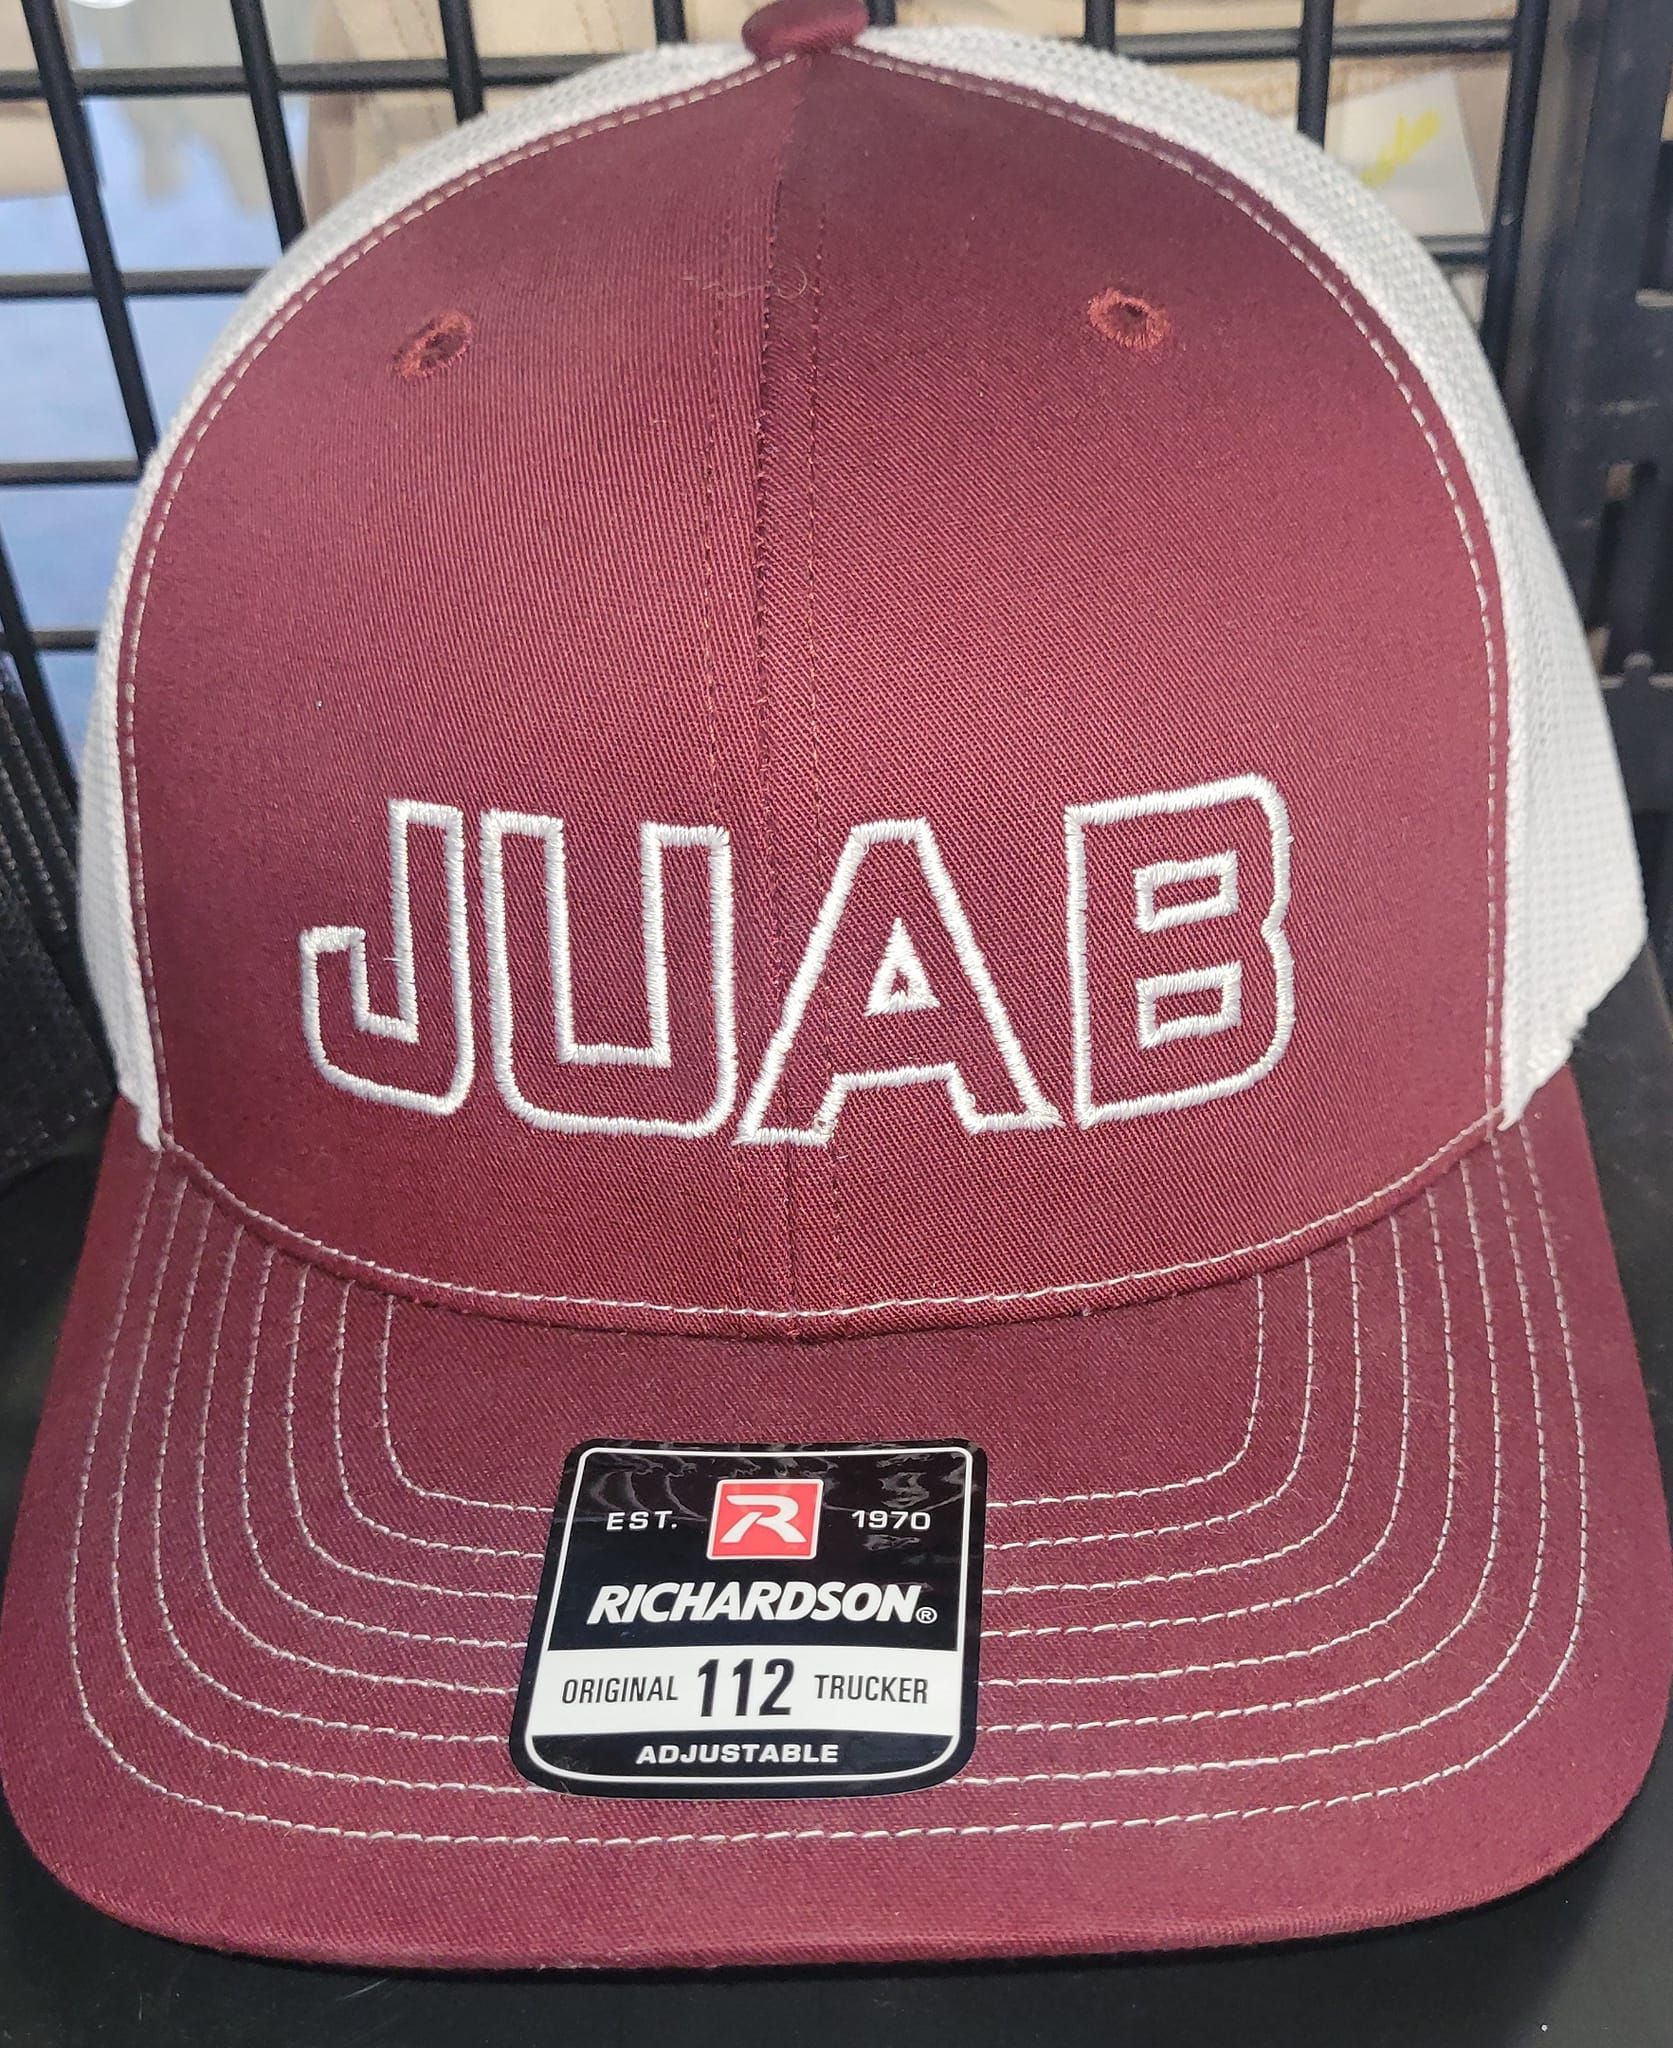 JUAB
EST. R 1970
RICHARDSON®
ORIGINAL 112 TRUCKER
ADJUSTABLE